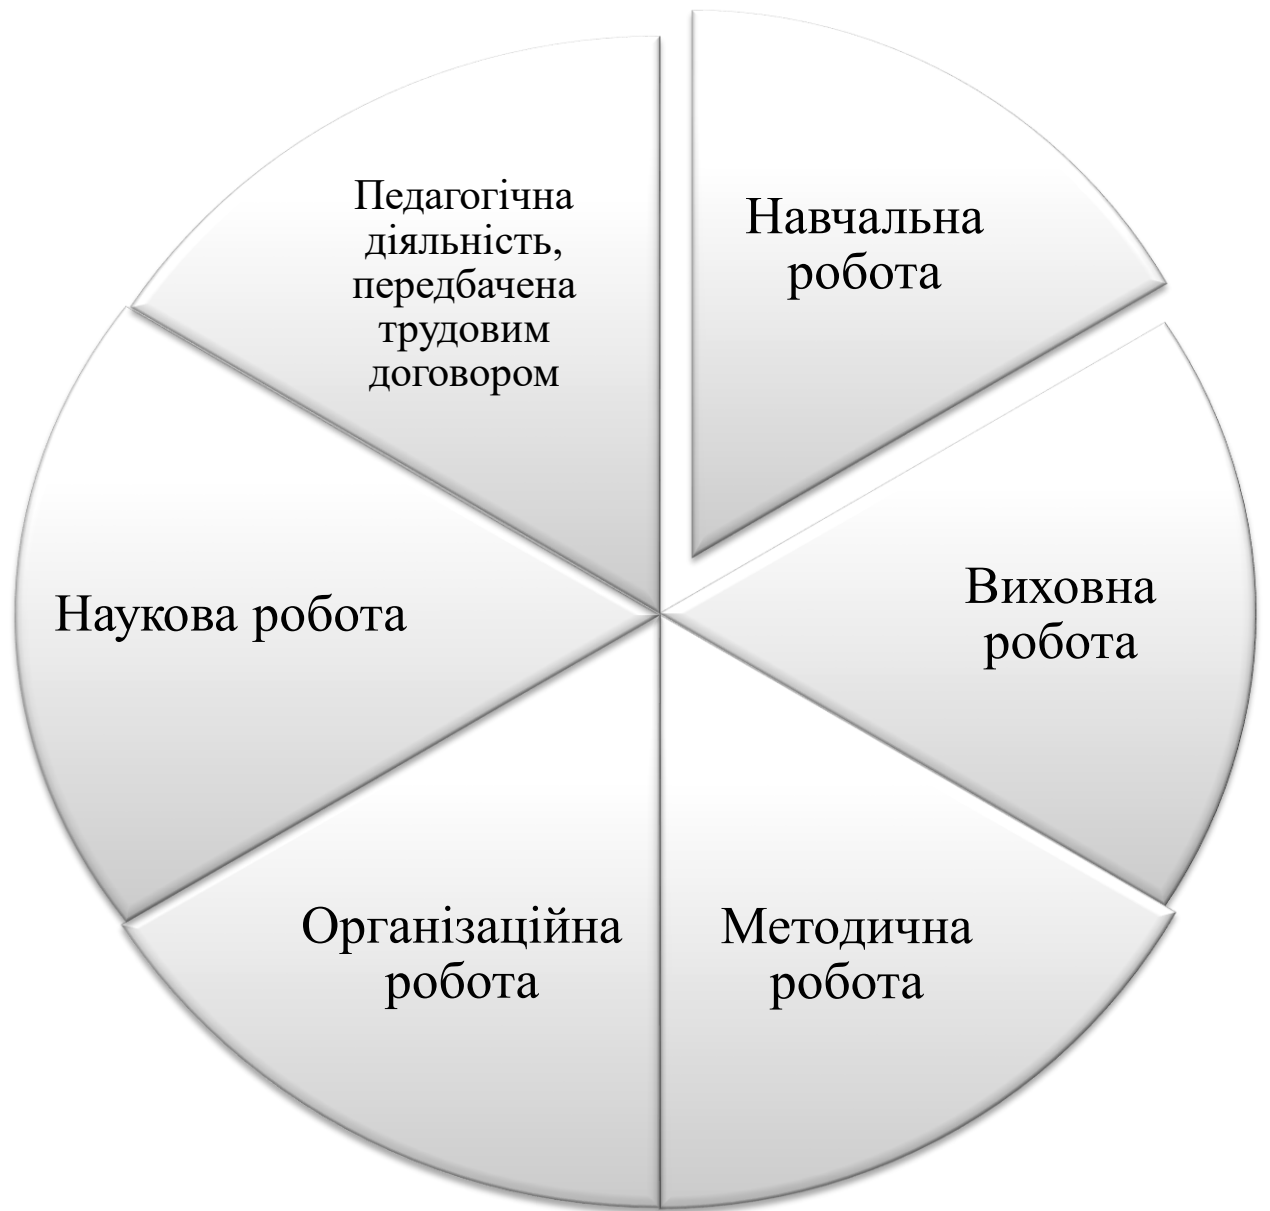 Педагогічна
діяльність,
передбачена
трудовим
договором
Навчальна
робота
Наукова робота
Виховна
робота
Організаційна
робота
Методична
робота